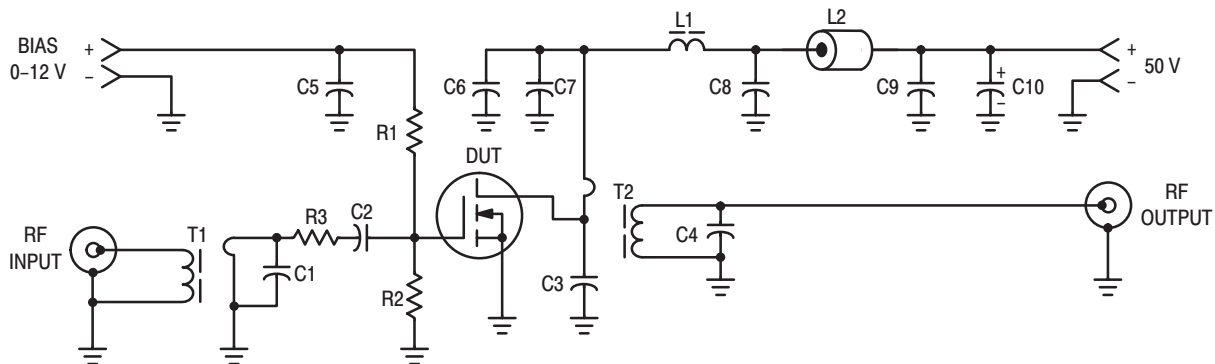 L1
L2
BIAS
0–12 V
+
–
C5
C6
C7
C8
C9
+
–
C10
+
–
50 V
R1
DUT
T2
RF
INPUT
T1
R3
C2
C1
R2
C3
C4
RF
OUTPUT